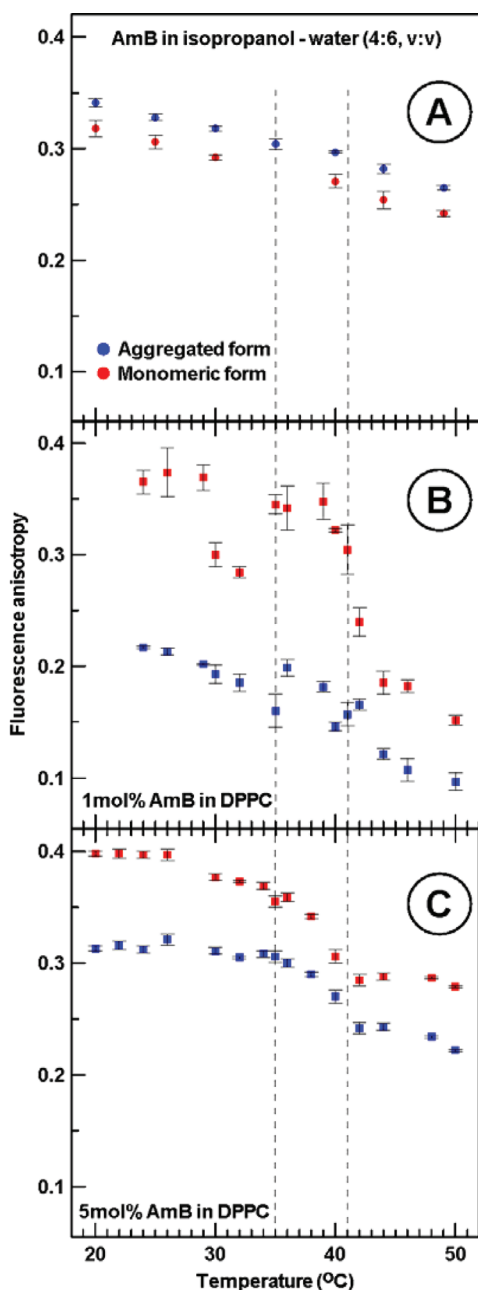 AmB in isopropanol - water (4:6, v:v)
A
0.4
0.3
0.2
0.1
Aggregated form
Monomeric form
B
0.4
0.3
0.2
0.1
1mol% AmB in DPPC
Fluorescence anisotropy
C
0.4
0.3
0.2
0.1
5mol% AmB in DPPC
20 30 40 50
Temperature (ºC)